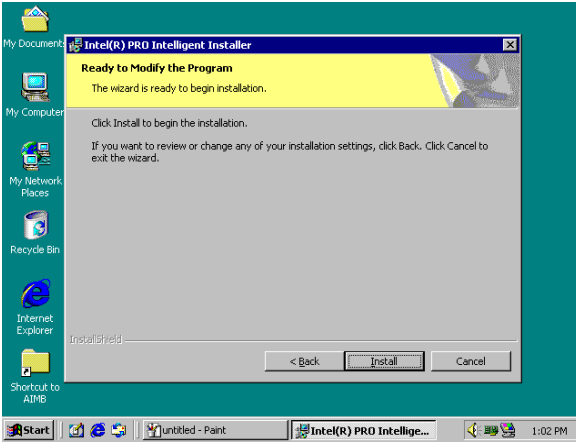 My Documents
Intel(R) PRO Intelligent Installer
Ready to Modify the Program
The wizard is ready to begin installation.
My Computer
Click Install to begin the installation.
If you want to review or change any of your installation settings, click Back. Click Cancel to
exit the wizard.
My Network
Places
Recycle Bin
Internet
Explorer
InstallShield
< Back
Install
Cancel
Shortcut to
AIMB
Start
untitled - Paint
Intel(R) PRO Intellige...
1:02 PM